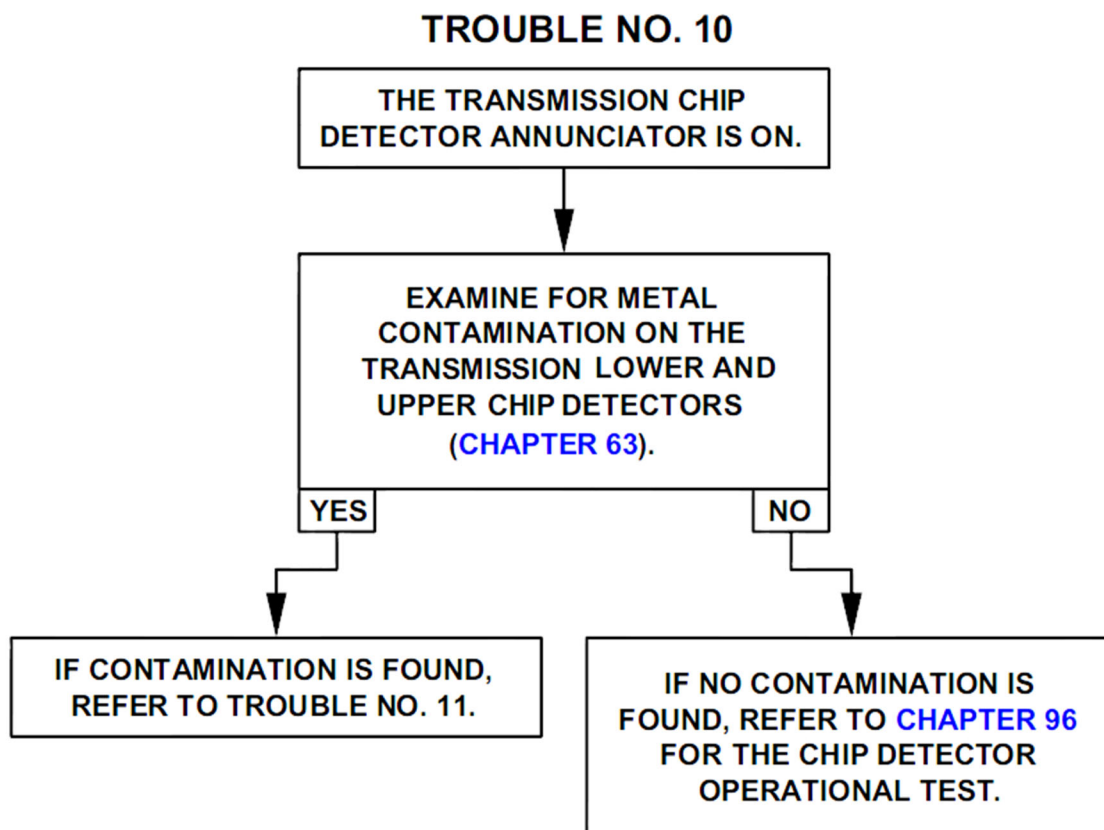 TROUBLE NO. 10
THE TRANSMISSION CHIP
DETECTOR ANNUNCIATOR IS ON.
EXAMINE FOR METAL
CONTAMINATION ON THE
TRANSMISSION LOWER AND
UPPER CHIP DETECTORS
(CHAPTER 63).
YES
NO
IF CONTAMINATION IS FOUND,
REFER TO TROUBLE NO. 11.
IF NO CONTAMINATION IS
FOUND, REFER TO CHAPTER 96
FOR THE CHIP DETECTOR
OPERATIONAL TEST.